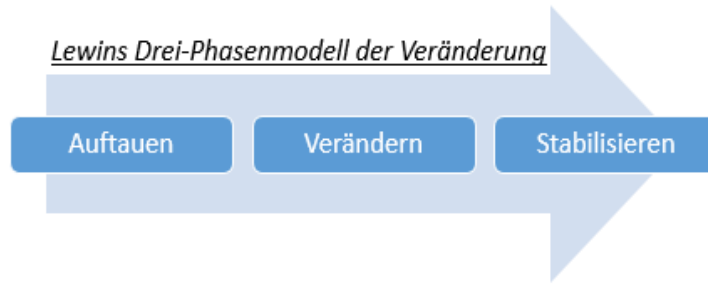 Lewins Drei-Phasenmodell der Veränderung
Auftauen
Verändern
Stabilisieren